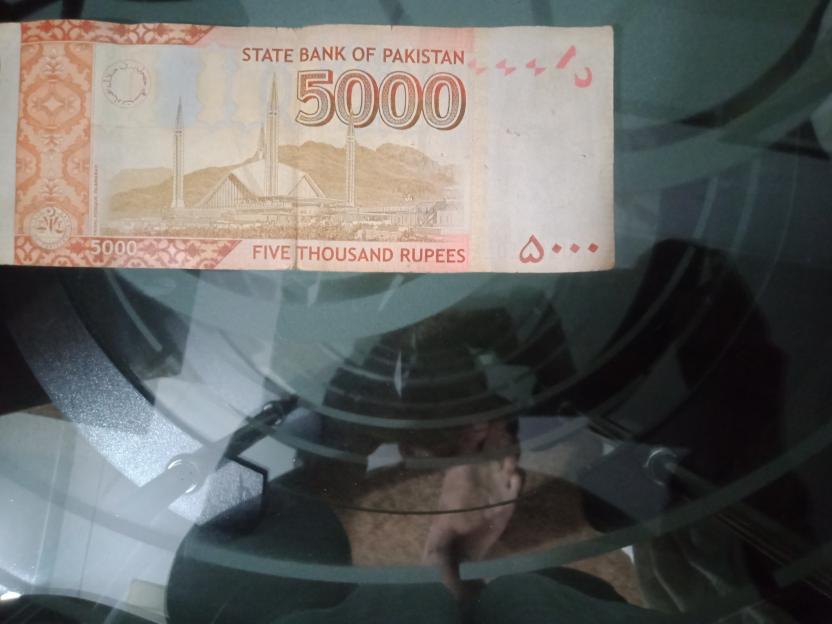 STATE BANK OF PAKISTAN
5000
5000
FIVE THOUSAND RUPEES
۵۰۰۰